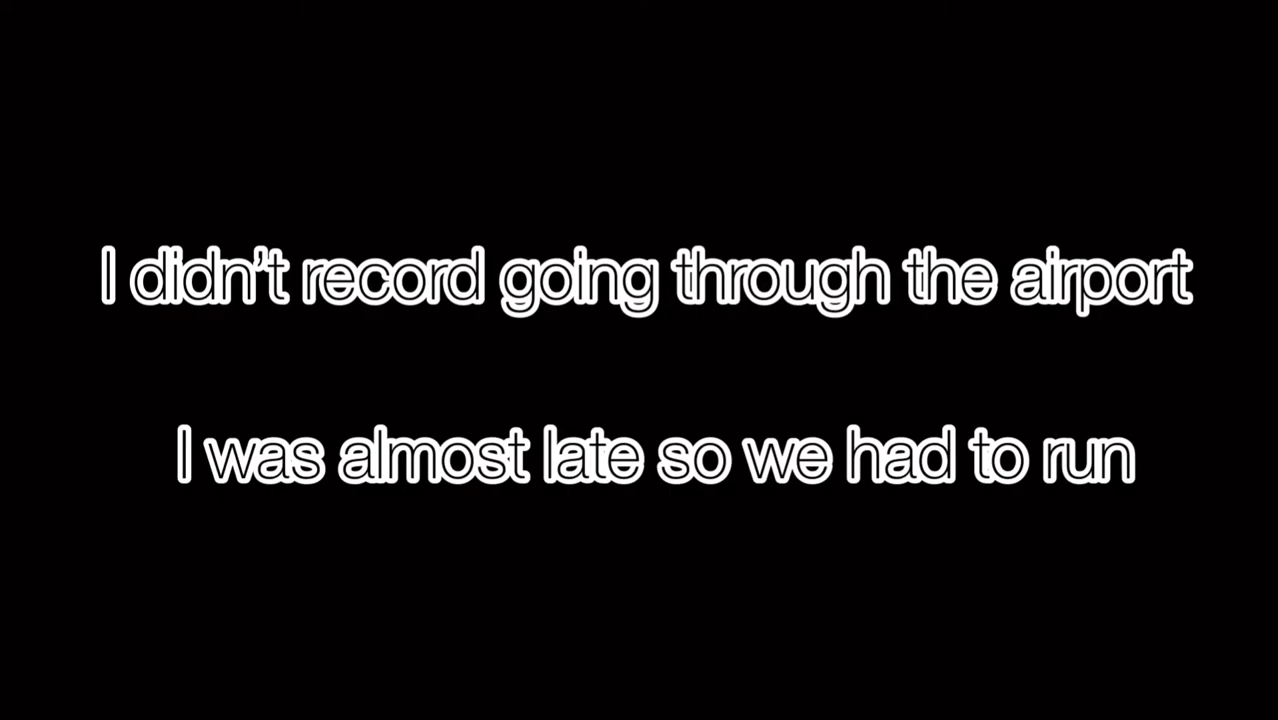 I didn't record going through the airport
I was almost late so we had to run